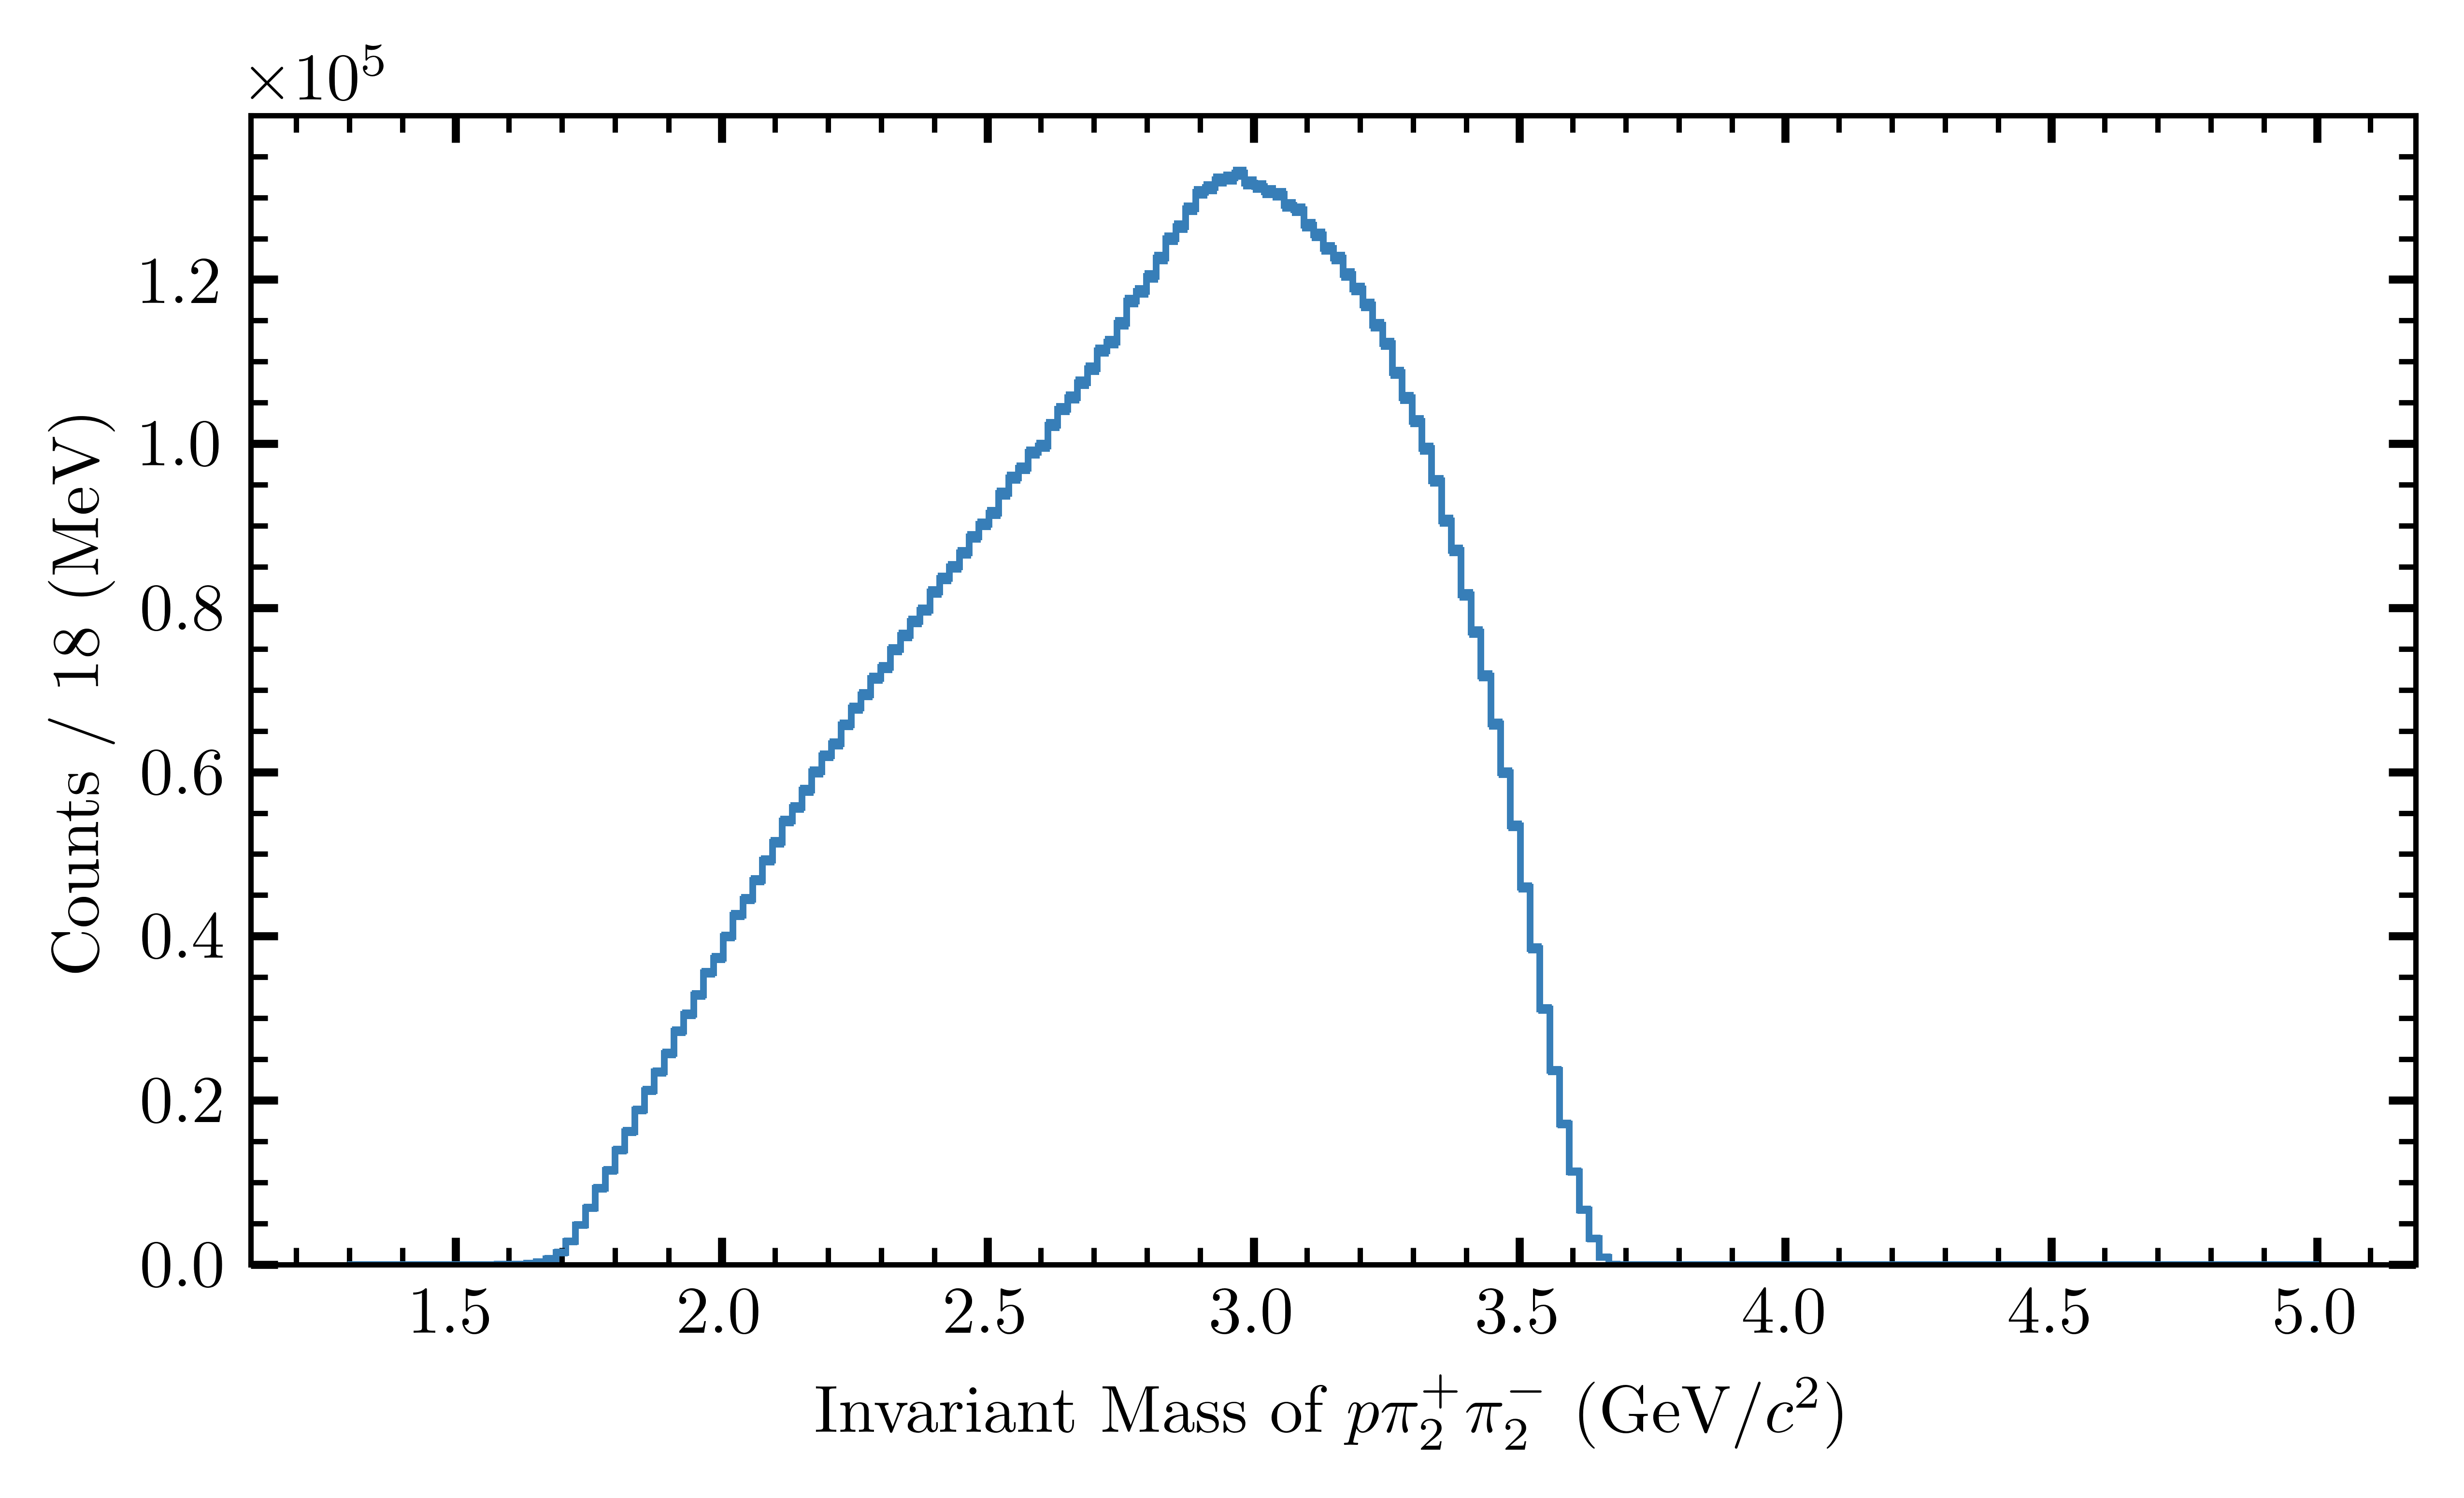 ×10⁵
1.2
1.0
0.8
0.6
0.4
0.2
0.0
Counts / 18 (MeV)
1.5 2.0 2.5 3.0 3.5 4.0 4.5 5.0
Invariant Mass of pπ₂⁺π₂⁻ (GeV/c²)